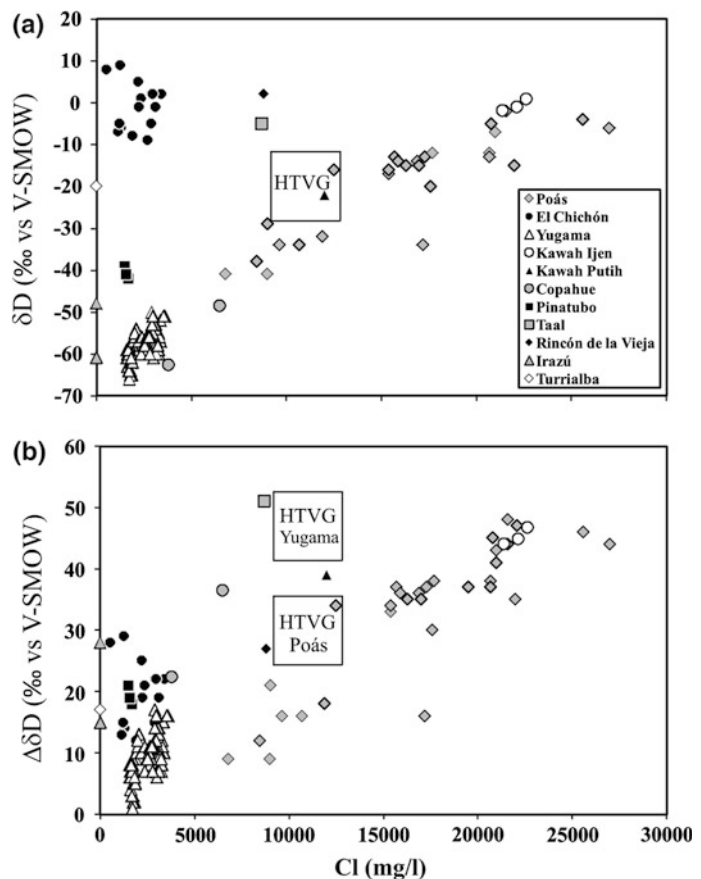 (a)
20
10
0
-10
-20
-30
-40
-50
-60
-70
δD (‰ vs V-SMOW)
HTVG
Poás
El Chichón
Yugama
Kawah Ijen
Kawah Putih
Copahue
Pinatubo
Taal
Rincón de la Vieja
Irazú
Turrialba
(b)
60
50
40
30
20
10
0
ΔδD (‰ vs V-SMOW)
HTVG
Yugama
HTVG
Poás
0 5000 10000 15000 20000 25000 30000
Cl (mg/l)